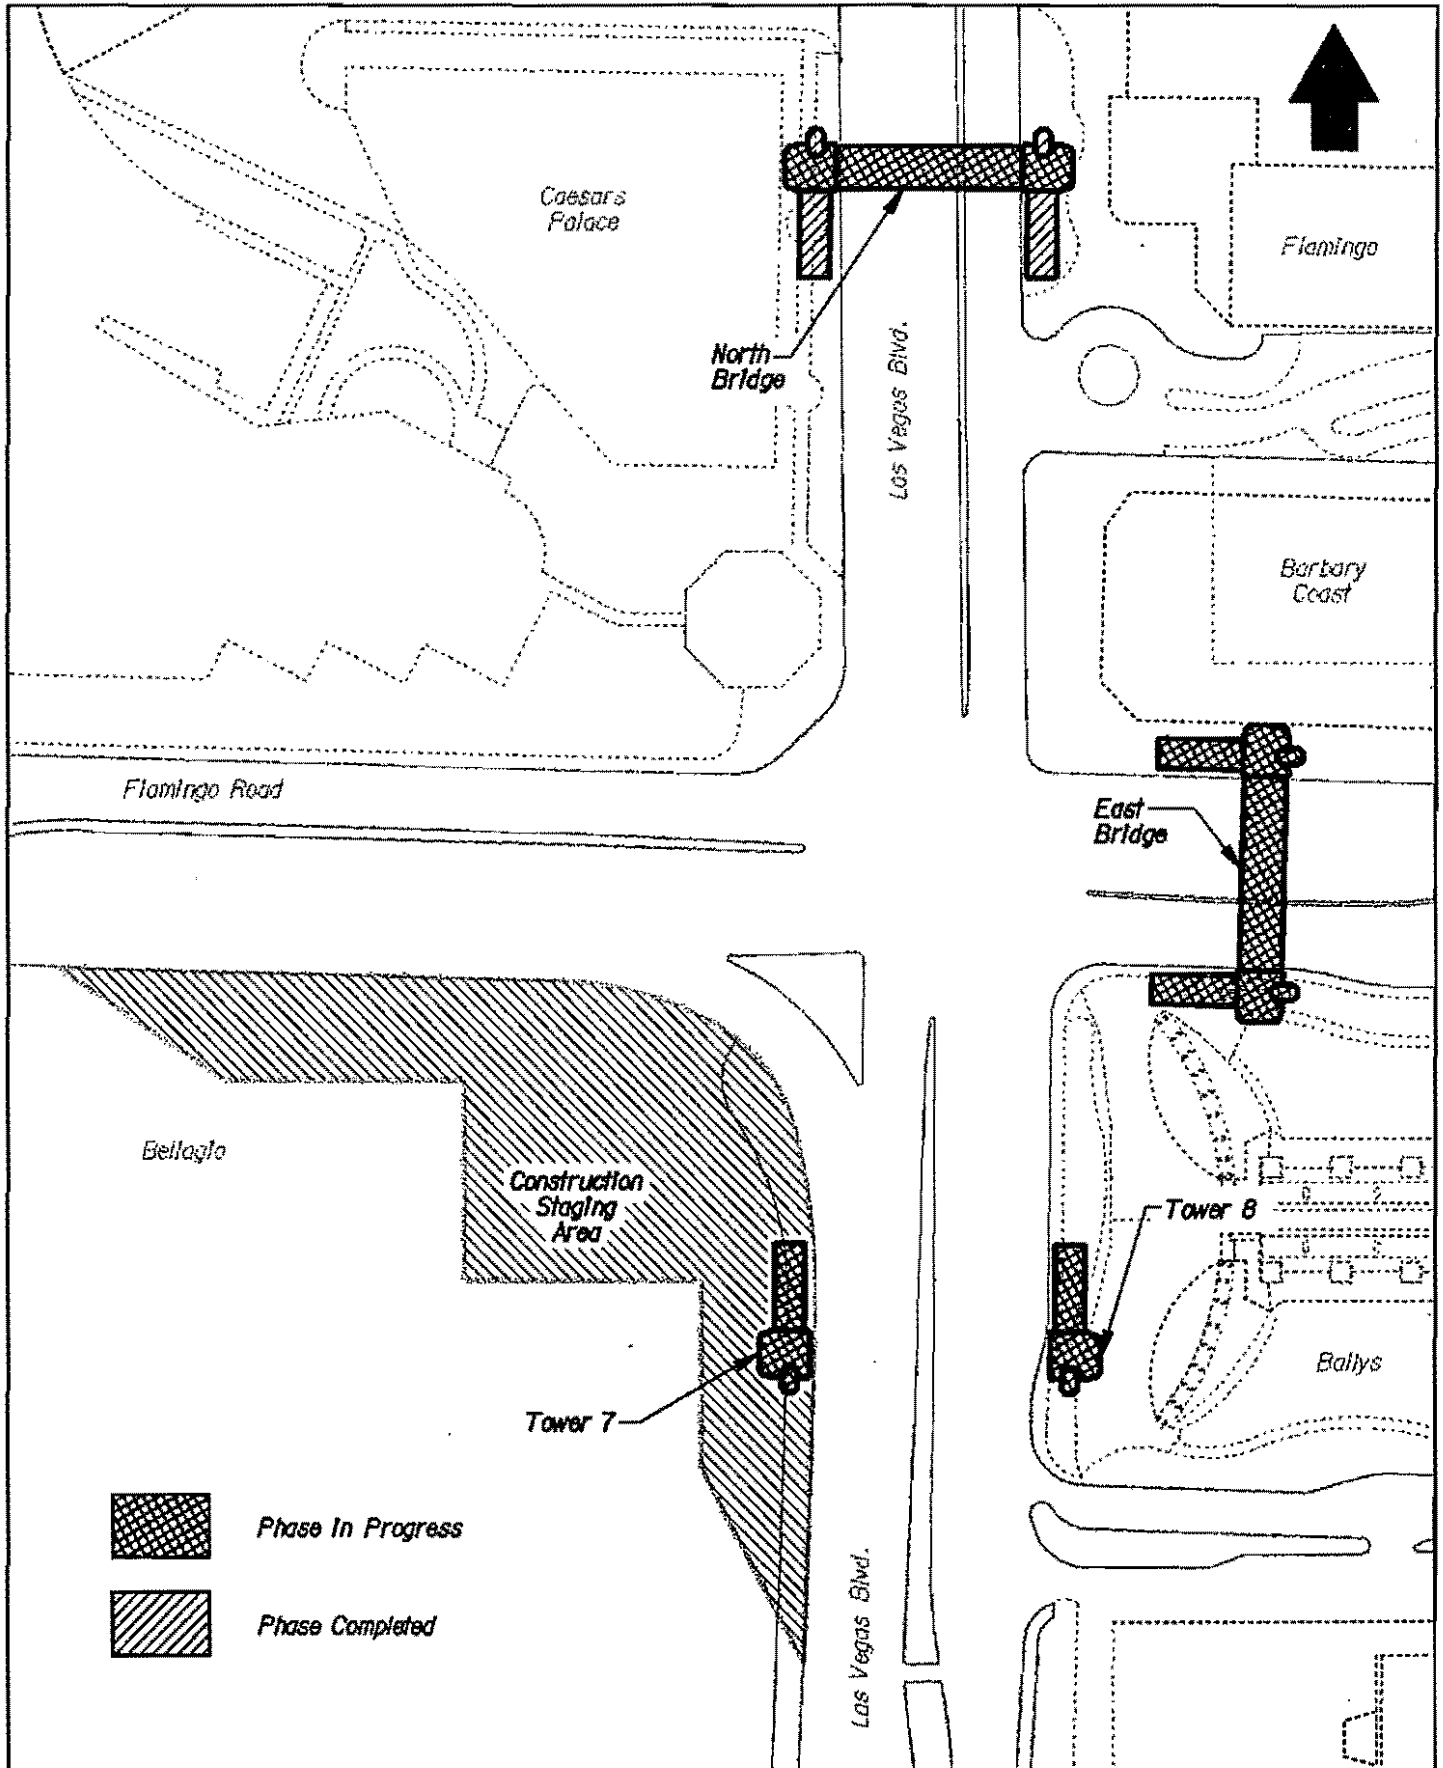 Caesars
Palace
Flamingo
North
Bridge
Las Vegas Blvd.
Barbary
Coast
Flamingo Road
East
Bridge
Bellagio
Construction
Staging
Area
Tower 8
Ballys
Tower 7
Phase In Progress
Phase Completed
Las Vegas Blvd.